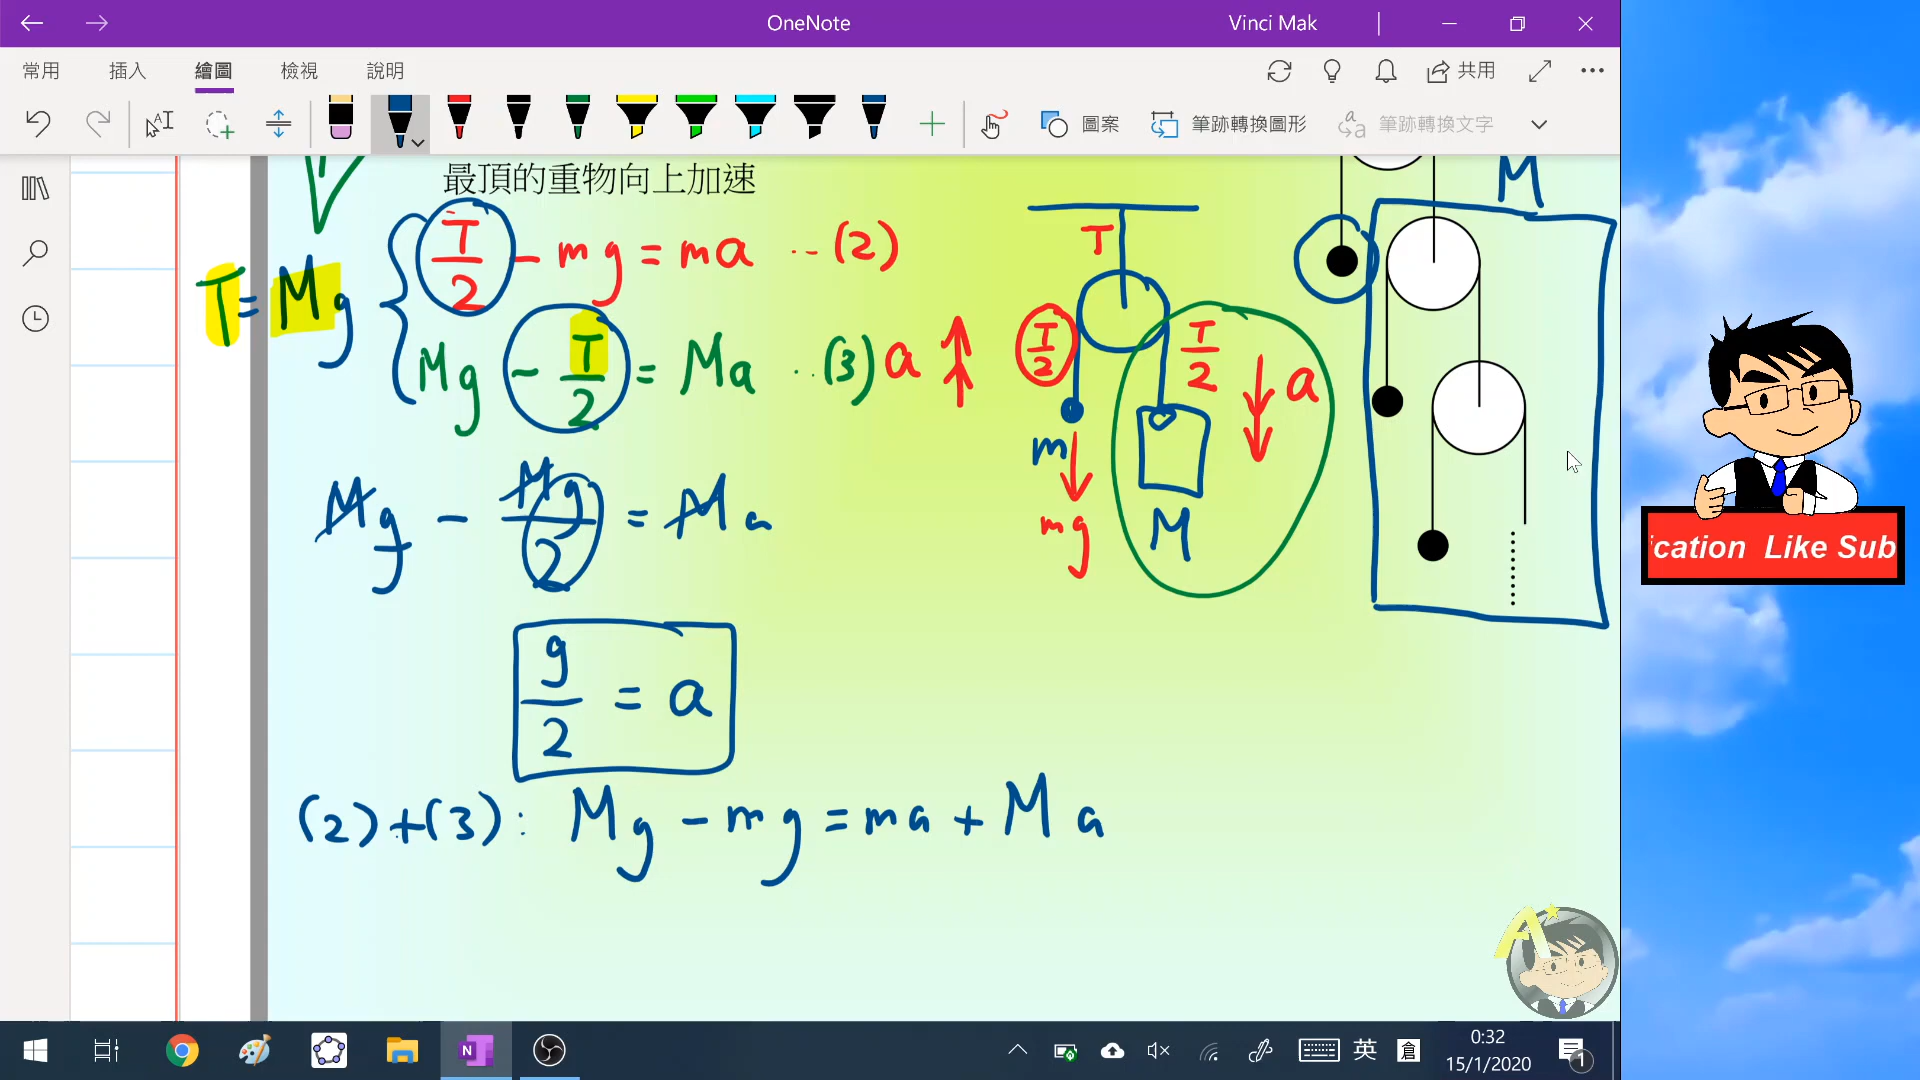 OneNote
Vinci Mak
常用 插入 繪圖 檢視 說明
共用
圖案 筆跡轉換圖形 筆跡轉換文字
最頂的重物向上加速
M
T/2 - mg = ma ‥ (2)
T = Mg
Mg - T/2 = Ma ‥ (3) a
T
T/2
T/2
a
m
mg
M
Mg - Mg/2 = Ma
g/2 = a
(2)+(3): Mg - mg = ma + Ma
cation Like Sub
A
N
英
倉
0:32
15/1/2020
1